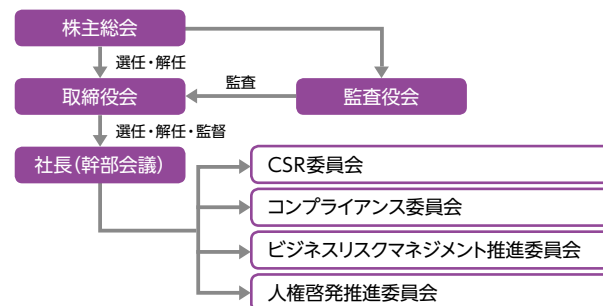 株主総会
選任・解任
取締役会
監査
監査役会
選任・解任・監督
社長(幹部会議)
CSR委員会
コンプライアンス委員会
ビジネスリスクマネジメント推進委員会
人権啓発推進委員会